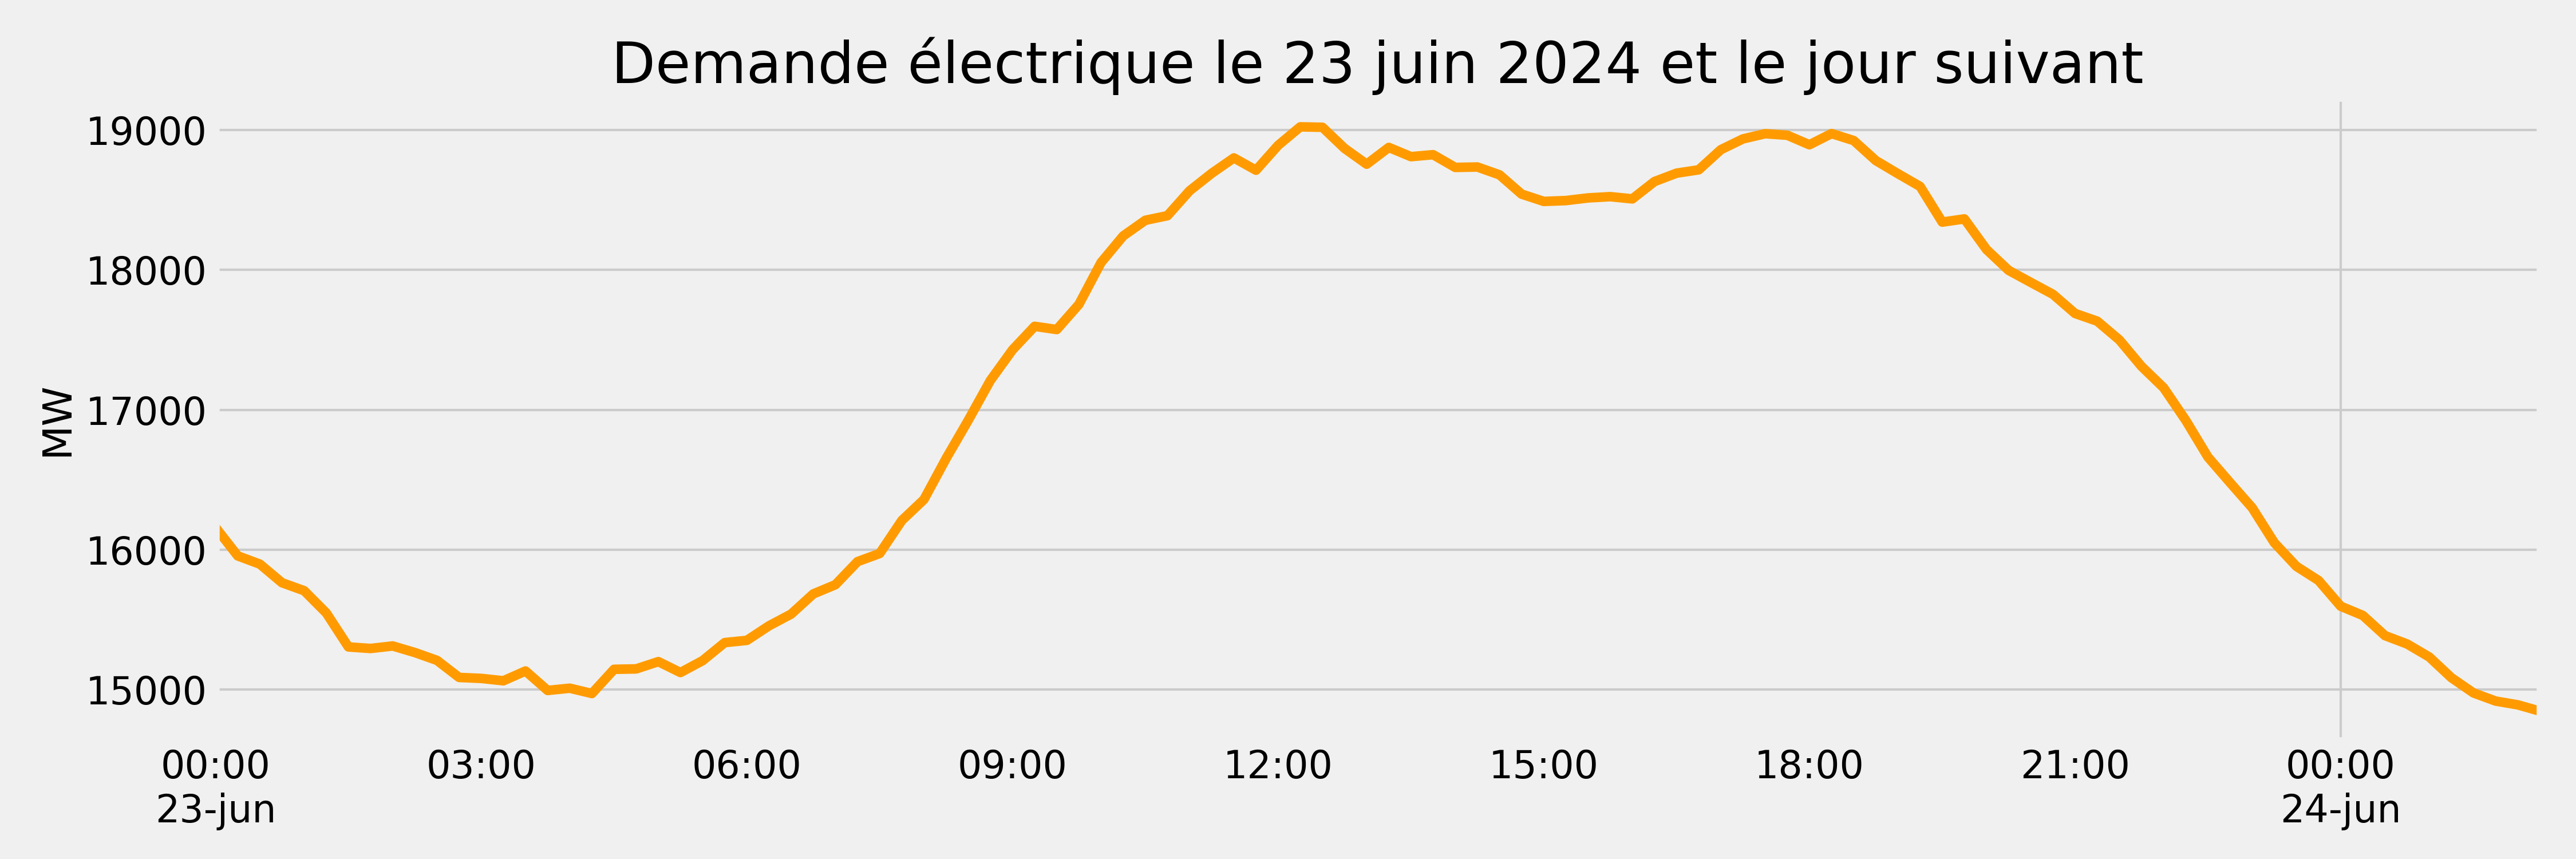 Demande électrique le 23 juin 2024 et le jour suivant
MW
19000
18000
17000
16000
15000
00:00 03:00 06:00 09:00 12:00 15:00 18:00 21:00 00:00
23-jun 24-jun